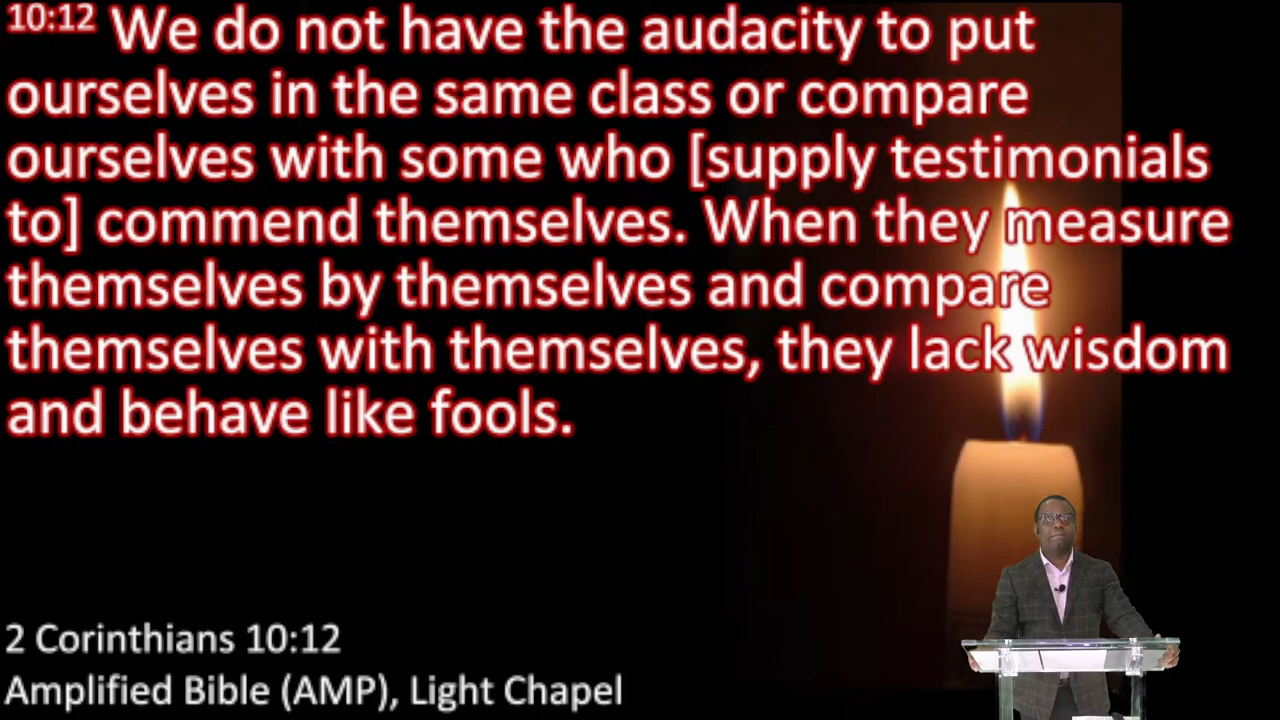 10:12 We do not have the audacity to put
ourselves in the same class or compare
ourselves with some who [supply testimonials
to] commend themselves. When they measure
themselves by themselves and compare
themselves with themselves, they lack wisdom
and behave like fools.
2 Corinthians 10:12
Amplified Bible (AMP), Light Chapel